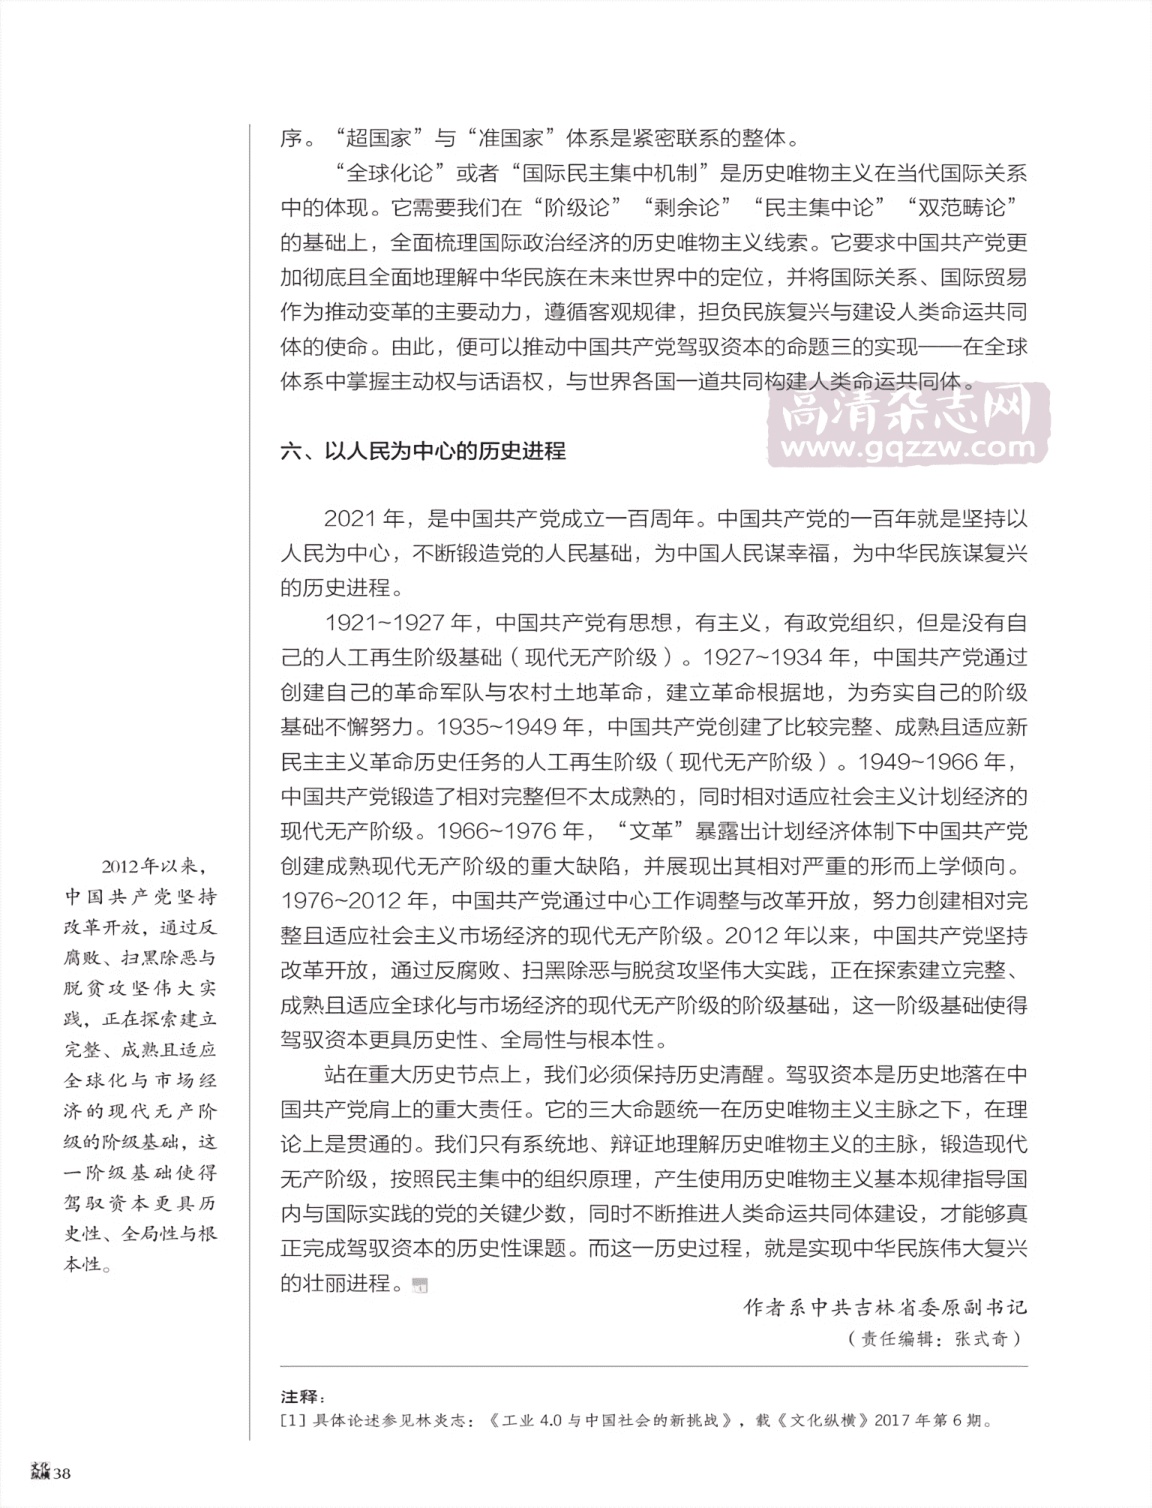 序。“超国家”与“准国家”体系是紧密联系的整体。
“全球化论”或者“国际民主集中机制”是历史唯物主义在当代国际关系
中的体现。它需要我们在“阶级论”“剩余论”“民主集中论”“双范畴论”
的基础上，全面梳理国际政治经济的历史唯物主义线索。它要求中国共产党更
加彻底且全面地理解中华民族在未来世界中的定位，并将国际关系、国际贸易
作为推动变革的主要动力，遵循客观规律，担负民族复兴与建设人类命运共同
体的使命。由此，便可以推动中国共产党驾驭资本的命题三的实现——在全球
体系中掌握主动权与话语权，与世界各国一道共同构建人类命运共同体。
高清杂志网
www.gqzzw.com
六、以人民为中心的历史进程
2021 年，是中国共产党成立一百周年。中国共产党的一百年就是坚持以
人民为中心，不断锻造党的人民基础，为中国人民谋幸福，为中华民族谋复兴
的历史进程。
1921~1927 年，中国共产党有思想，有主义，有政党组织，但是没有自
己的人工再生阶级基础（现代无产阶级）。1927~1934 年，中国共产党通过
创建自己的革命军队与农村土地革命，建立革命根据地，为夯实自己的阶级
基础不懈努力。1935~1949 年，中国共产党创建了比较完整、成熟且适应新
民主主义革命历史任务的人工再生阶级（现代无产阶级）。1949~1966 年，
中国共产党锻造了相对完整但不太成熟的，同时相对适应社会主义计划经济的
现代无产阶级。1966~1976 年，“文革”暴露出计划经济体制下中国共产党
创建成熟现代无产阶级的重大缺陷，并展现出其相对严重的形而上学倾向。
1976~2012 年，中国共产党通过中心工作调整与改革开放，努力创建相对完
整且适应社会主义市场经济的现代无产阶级。2012 年以来，中国共产党坚持
改革开放，通过反腐败、扫黑除恶与脱贫攻坚伟大实践，正在探索建立完整、
成熟且适应全球化与市场经济的现代无产阶级的阶级基础，这一阶级基础使得
驾驭资本更具历史性、全局性与根本性。
站在重大历史节点上，我们必须保持历史清醒。驾驭资本是历史地落在中
国共产党肩上的重大责任。它的三大命题统一在历史唯物主义主脉之下，在理
论上是贯通的。我们只有系统地、辩证地理解历史唯物主义的主脉，锻造现代
无产阶级，按照民主集中的组织原理，产生使用历史唯物主义基本规律指导国
内与国际实践的党的关键少数，同时不断推进人类命运共同体建设，才能够真
正完成驾驭资本的历史性课题。而这一历史过程，就是实现中华民族伟大复兴
的壮丽进程。
作者系中共吉林省委原副书记
（责任编辑：张式奇）
2012年以来，
中国共产党坚持
改革开放，通过反
腐败、扫黑除恶与
脱贫攻坚伟大实
践，正在探索建立
完整、成熟且适应
全球化与市场经
济的现代无产阶
级的阶级基础，这
一阶级基础使得
驾驭资本更具历
史性、全局性与根
本性。
注释：
[1] 具体论述参见林炎志：《工业 4.0 与中国社会的新挑战》，载《文化纵横》2017 年第 6 期。
文化
纵横 38